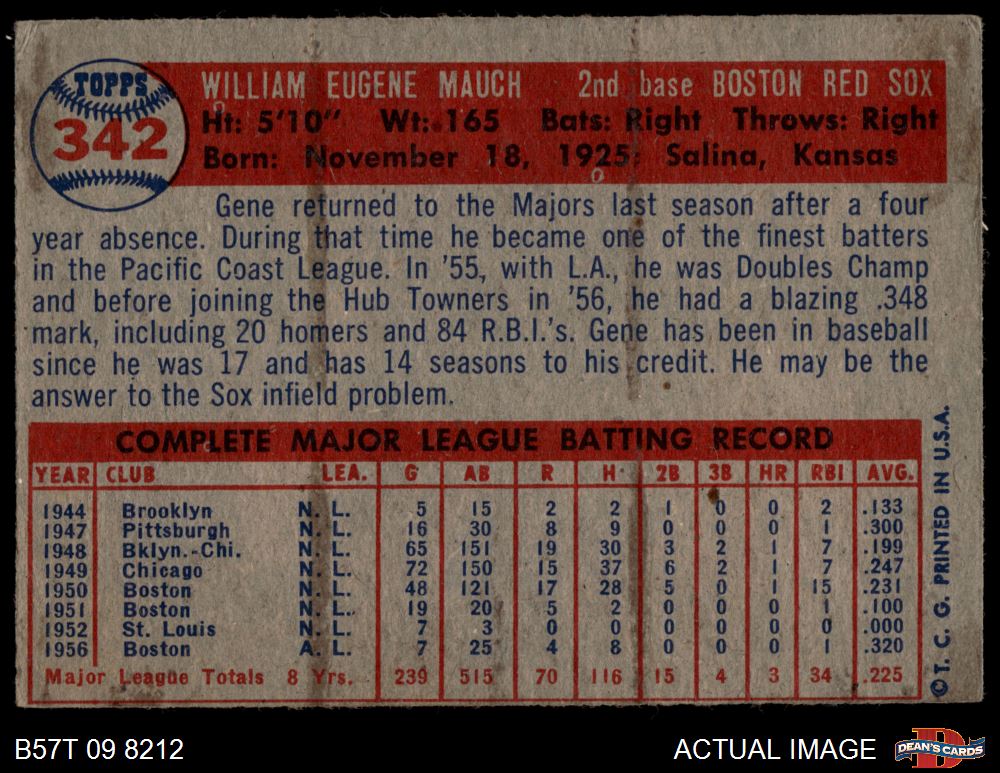 TOPPS
342
WILLIAM EUGENE MAUCH 2nd base BOSTON RED SOX
Ht: 5'10" Wt: 165 Bats: Right Throws: Right
Born: November 18, 1925; Salina, Kansas
Gene returned to the Majors last season after a four
year absence. During that time he became one of the finest batters
in the Pacific Coast League. In '55, with L.A., he was Doubles Champ
and before joining the Hub Towners in '56, he had a blazing .348
mark, including 20 homers and 84 R.B.I.'s. Gene has been in baseball
since he was 17 and has 14 seasons to his credit. He may be the
answer to the Sox infield problem.
COMPLETE MAJOR LEAGUE BATTING RECORD
YEAR CLUB LEA. G AB R H 2B 3B HR RBI AVG.
1944 Brooklyn N. L. 5 15 2 2 1 0 0 2 .133
1947 Pittsburgh N. L. 16 30 8 9 0 0 0 1 .300
1948 Bklyn.-Chi. N. L. 65 151 19 30 3 2 1 7 .199
1949 Chicago N. L. 72 150 15 37 6 2 1 7 .247
1950 Boston N. L. 48 121 17 28 5 0 1 15 .231
1951 Boston N. L. 19 20 5 2 0 0 0 1 .100
1952 St. Louis N. L. 7 3 0 0 0 0 0 0 .000
1956 Boston A. L. 7 25 4 8 0 0 0 1 .320
Major League Totals 8 Yrs. 239 515 70 116 15 4 3 34 .225
©T. C. G. PRINTED IN U.S.A.
B57T 09 8212
ACTUAL IMAGE
D
DEAN'S CARDS